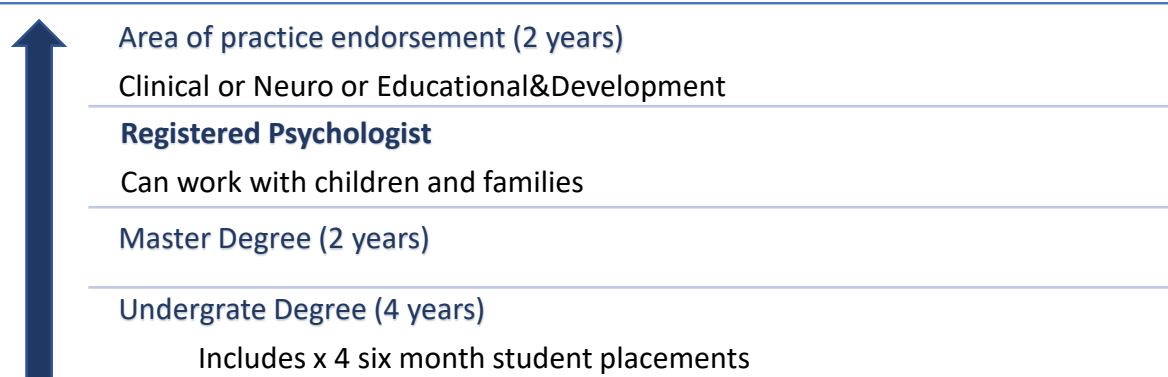 Area of practice endorsement (2 years)
Clinical or Neuro or Educational&Development
Registered Psychologist
Can work with children and families
Master Degree (2 years)
Undergrate Degree (4 years)
Includes x 4 six month student placements